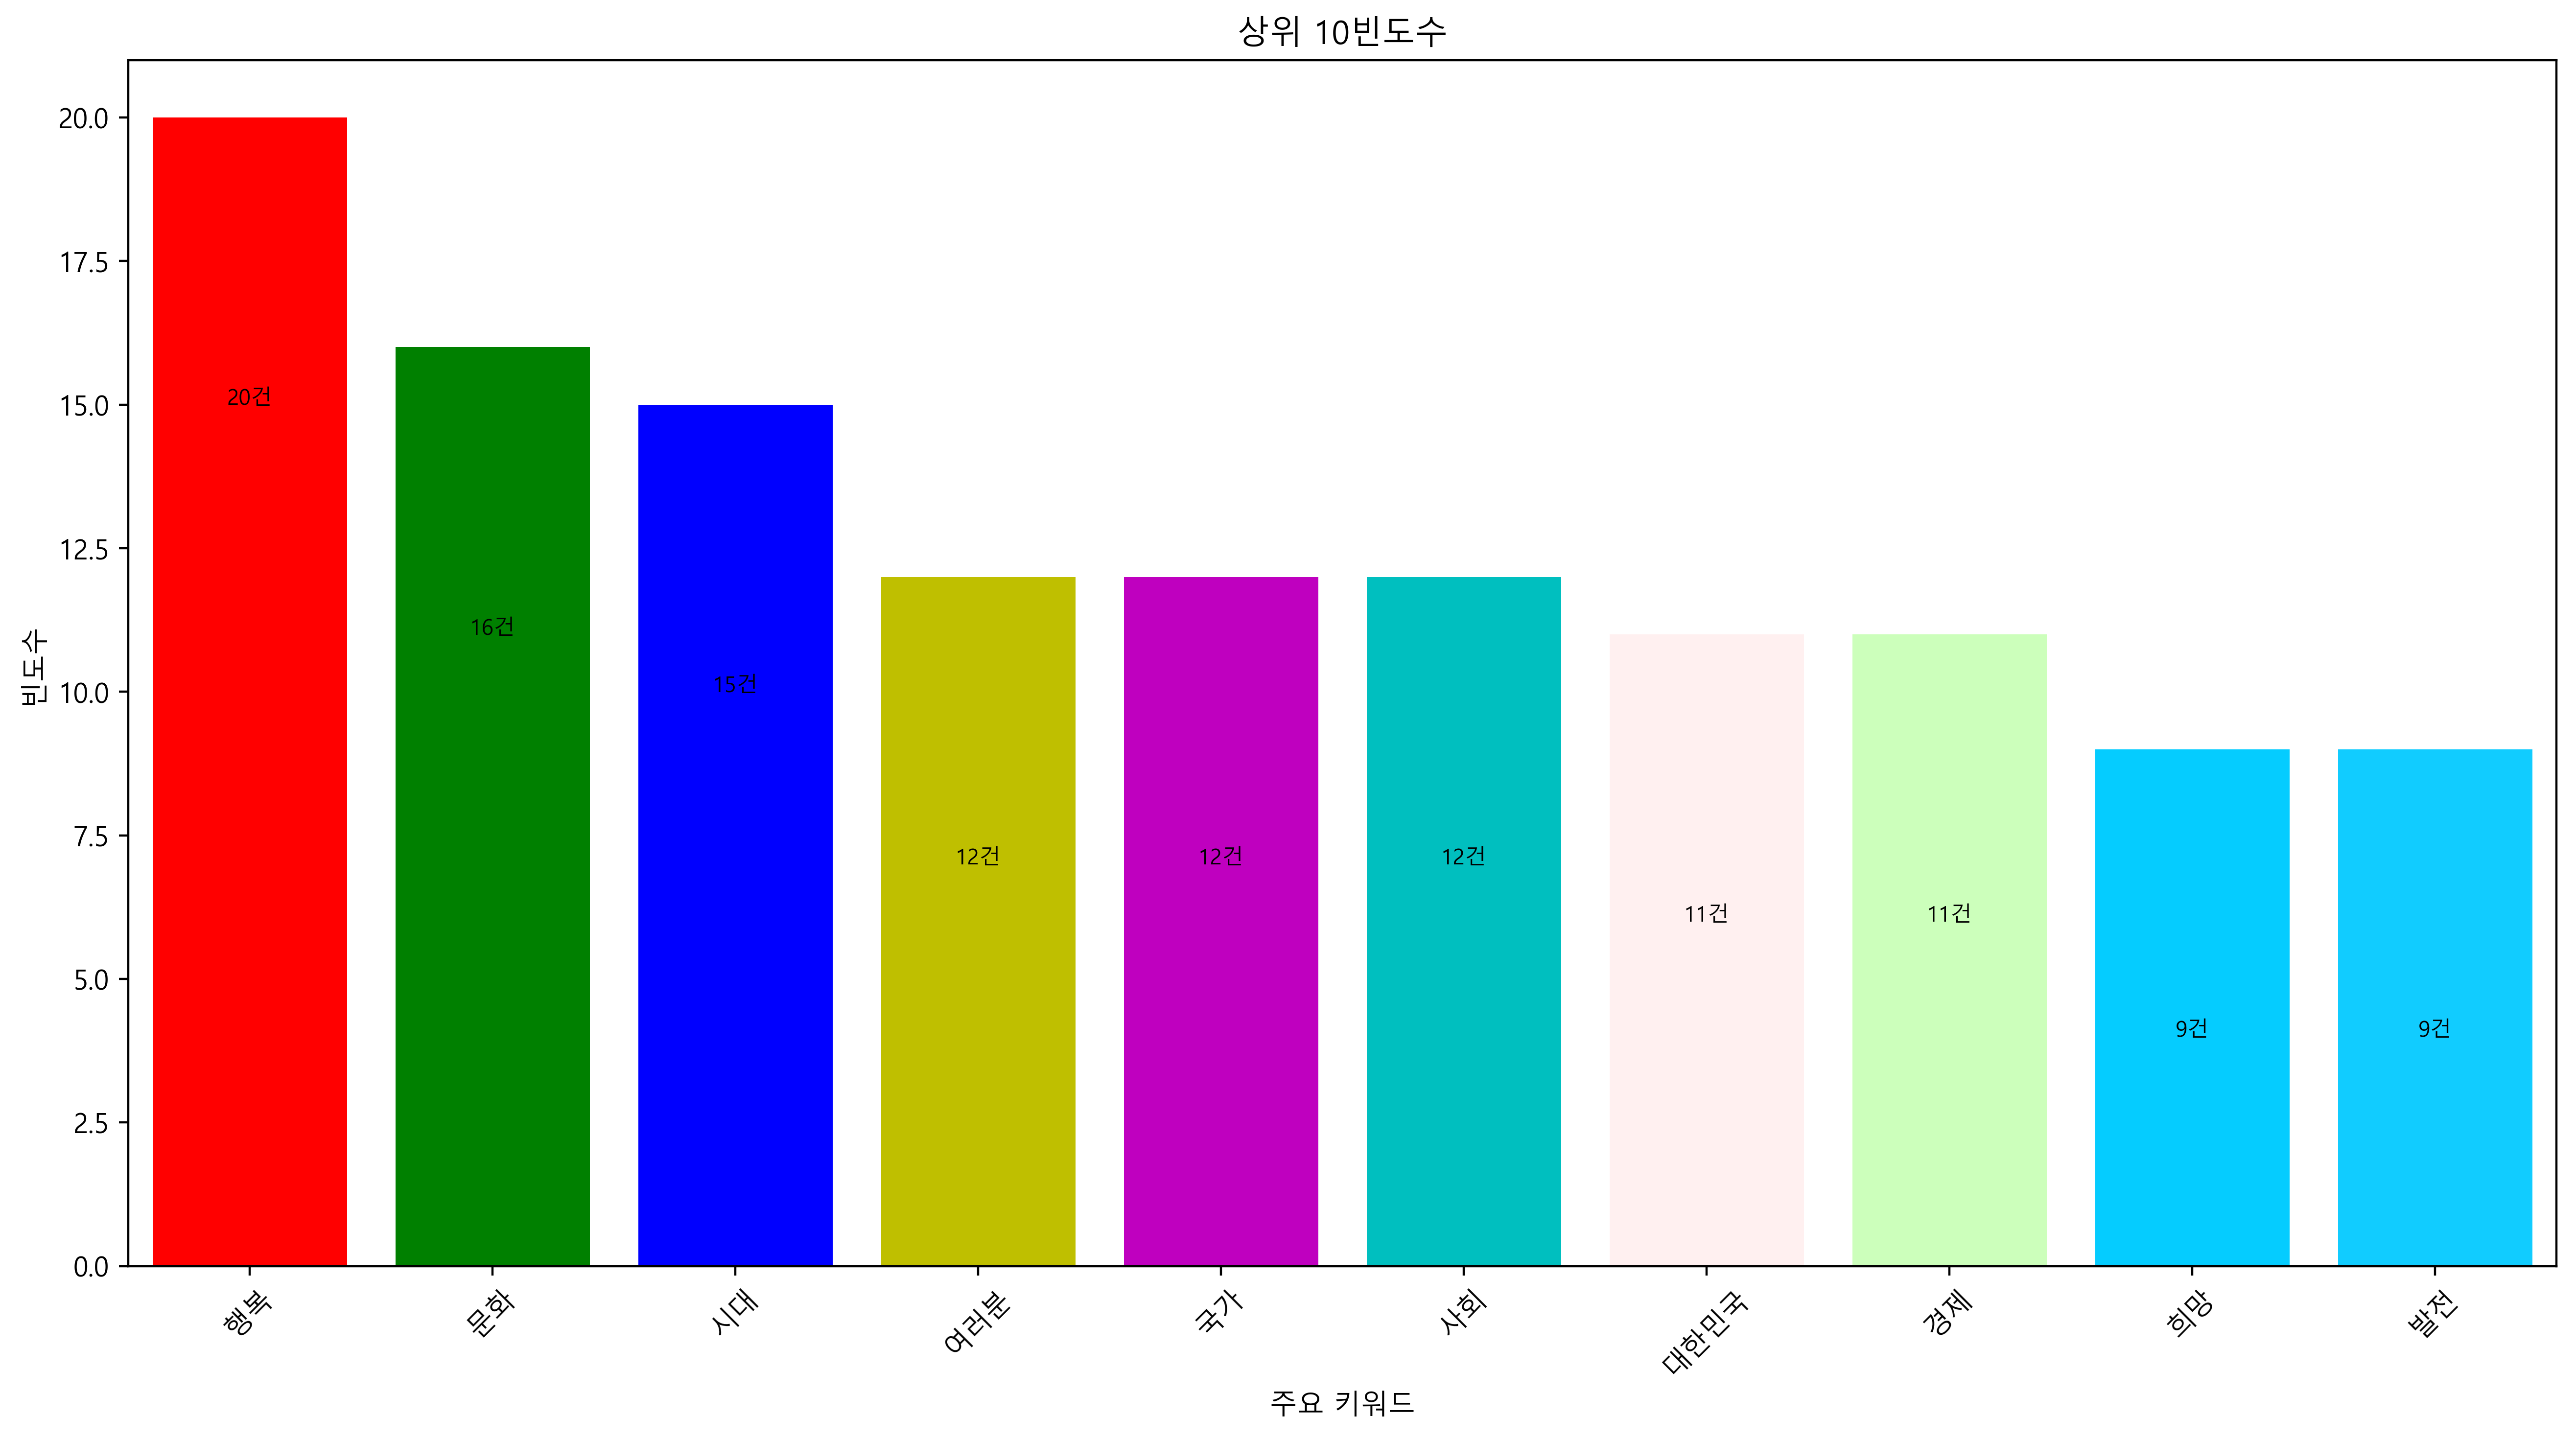 상위 10빈도수
빈도수
20.0
17.5
15.0
12.5
10.0
7.5
5.0
2.5
0.0
20건
16건
15건
12건
12건
12건
11건
11건
9건
9건
행복
문화
시대
여러분
국가
사회
대한민국
경제
희망
발전
주요 키워드